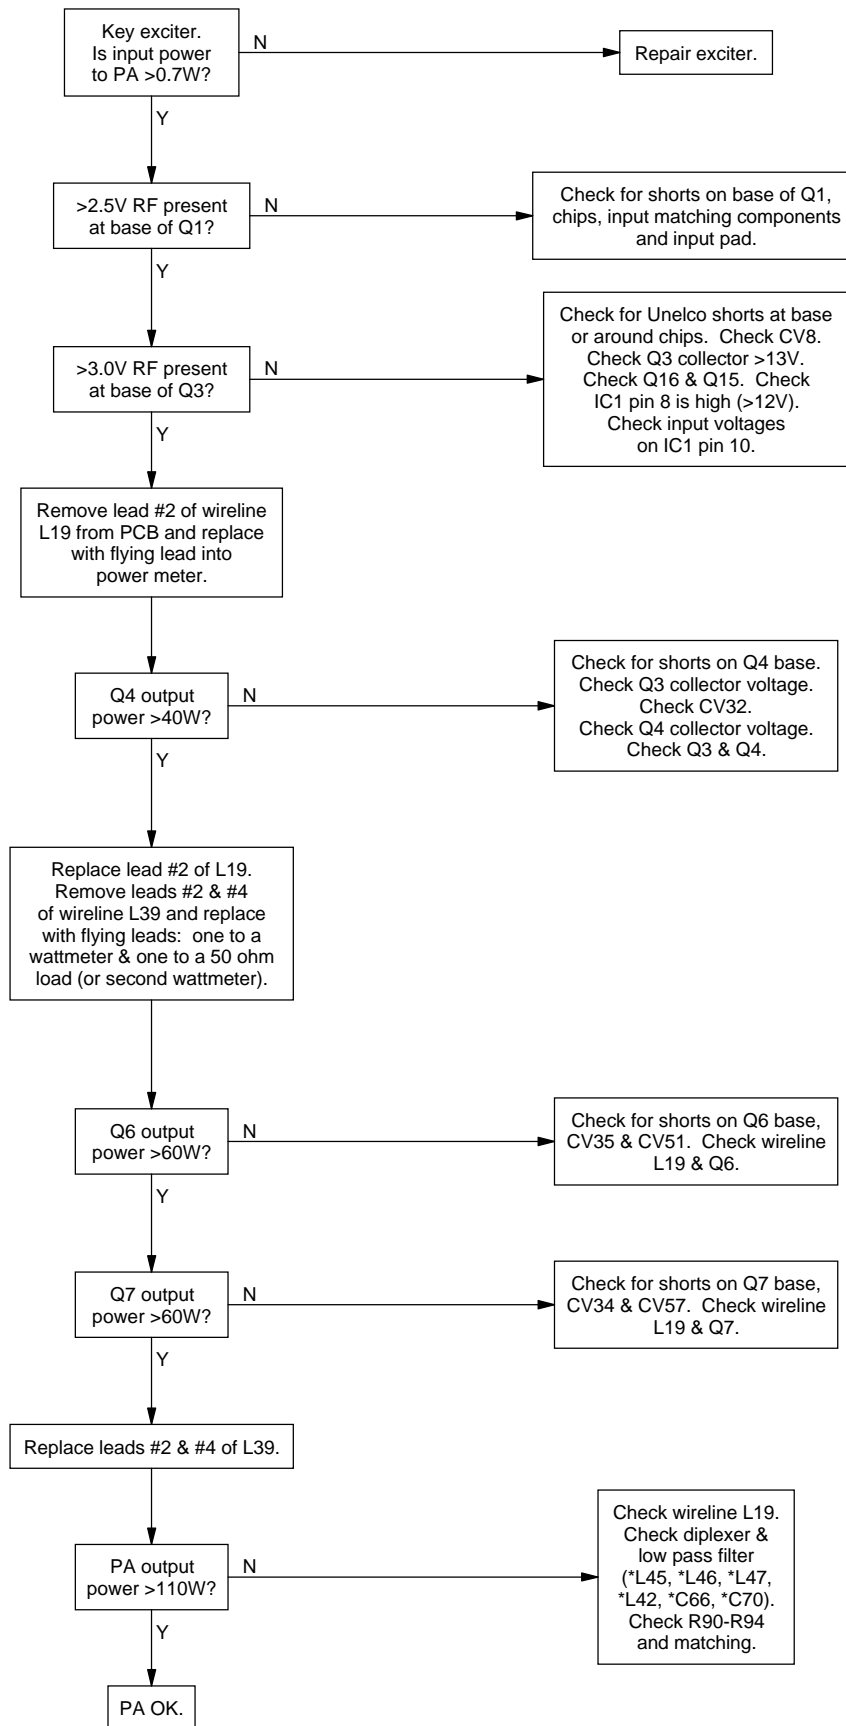 Key exciter.
Is input power
to PA >0.7W?
N
Repair exciter.
Y
>2.5V RF present
at base of Q1?
N
Check for shorts on base of Q1,
chips, input matching components
and input pad.
Y
>3.0V RF present
at base of Q3?
N
Check for Unelco shorts at base
or around chips. Check CV8.
Check Q3 collector >13V.
Check Q16 & Q15. Check
IC1 pin 8 is high (>12V).
Check input voltages
on IC1 pin 10.
Y
Remove lead #2 of wireline
L19 from PCB and replace
with flying lead into
power meter.
Q4 output
power >40W?
N
Check for shorts on Q4 base.
Check Q3 collector voltage.
Check CV32.
Check Q4 collector voltage.
Check Q3 & Q4.
Y
Replace lead #2 of L19.
Remove leads #2 & #4
of wireline L39 and replace
with flying leads: one to a
wattmeter & one to a 50 ohm
load (or second wattmeter).
Q6 output
power >60W?
N
Check for shorts on Q6 base,
CV35 & CV51. Check wireline
L19 & Q6.
Y
Q7 output
power >60W?
N
Check for shorts on Q7 base,
CV34 & CV57. Check wireline
L19 & Q7.
Y
Replace leads #2 & #4 of L39.
PA output
power >110W?
N
Check wireline L19.
Check diplexer &
low pass filter
(*L45, *L46, *L47,
*L42, *C66, *C70).
Check R90-R94
and matching.
Y
PA OK.